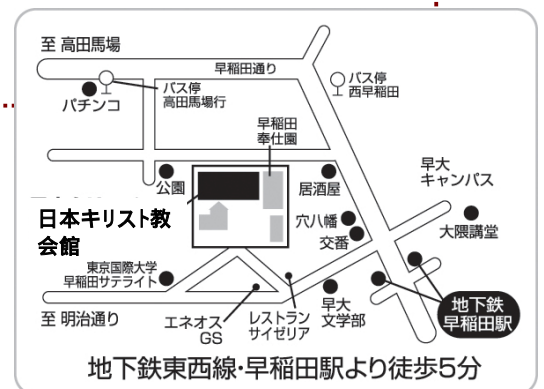 至 高田馬場
早稲田通り
バス停
高田馬場行
パチンコ
バス停
西早稲田
早稲田
奉仕園
公園
居酒屋
早大
キャンパス
日本キリスト教
会館
穴八幡
交番
大隈講堂
東京国際大学
早稲田サテライト
至 明治通り
エネオス
GS
レストラン
サイゼリア
早大
文学部
地下鉄
早稲田駅
地下鉄東西線・早稲田駅より徒歩5分